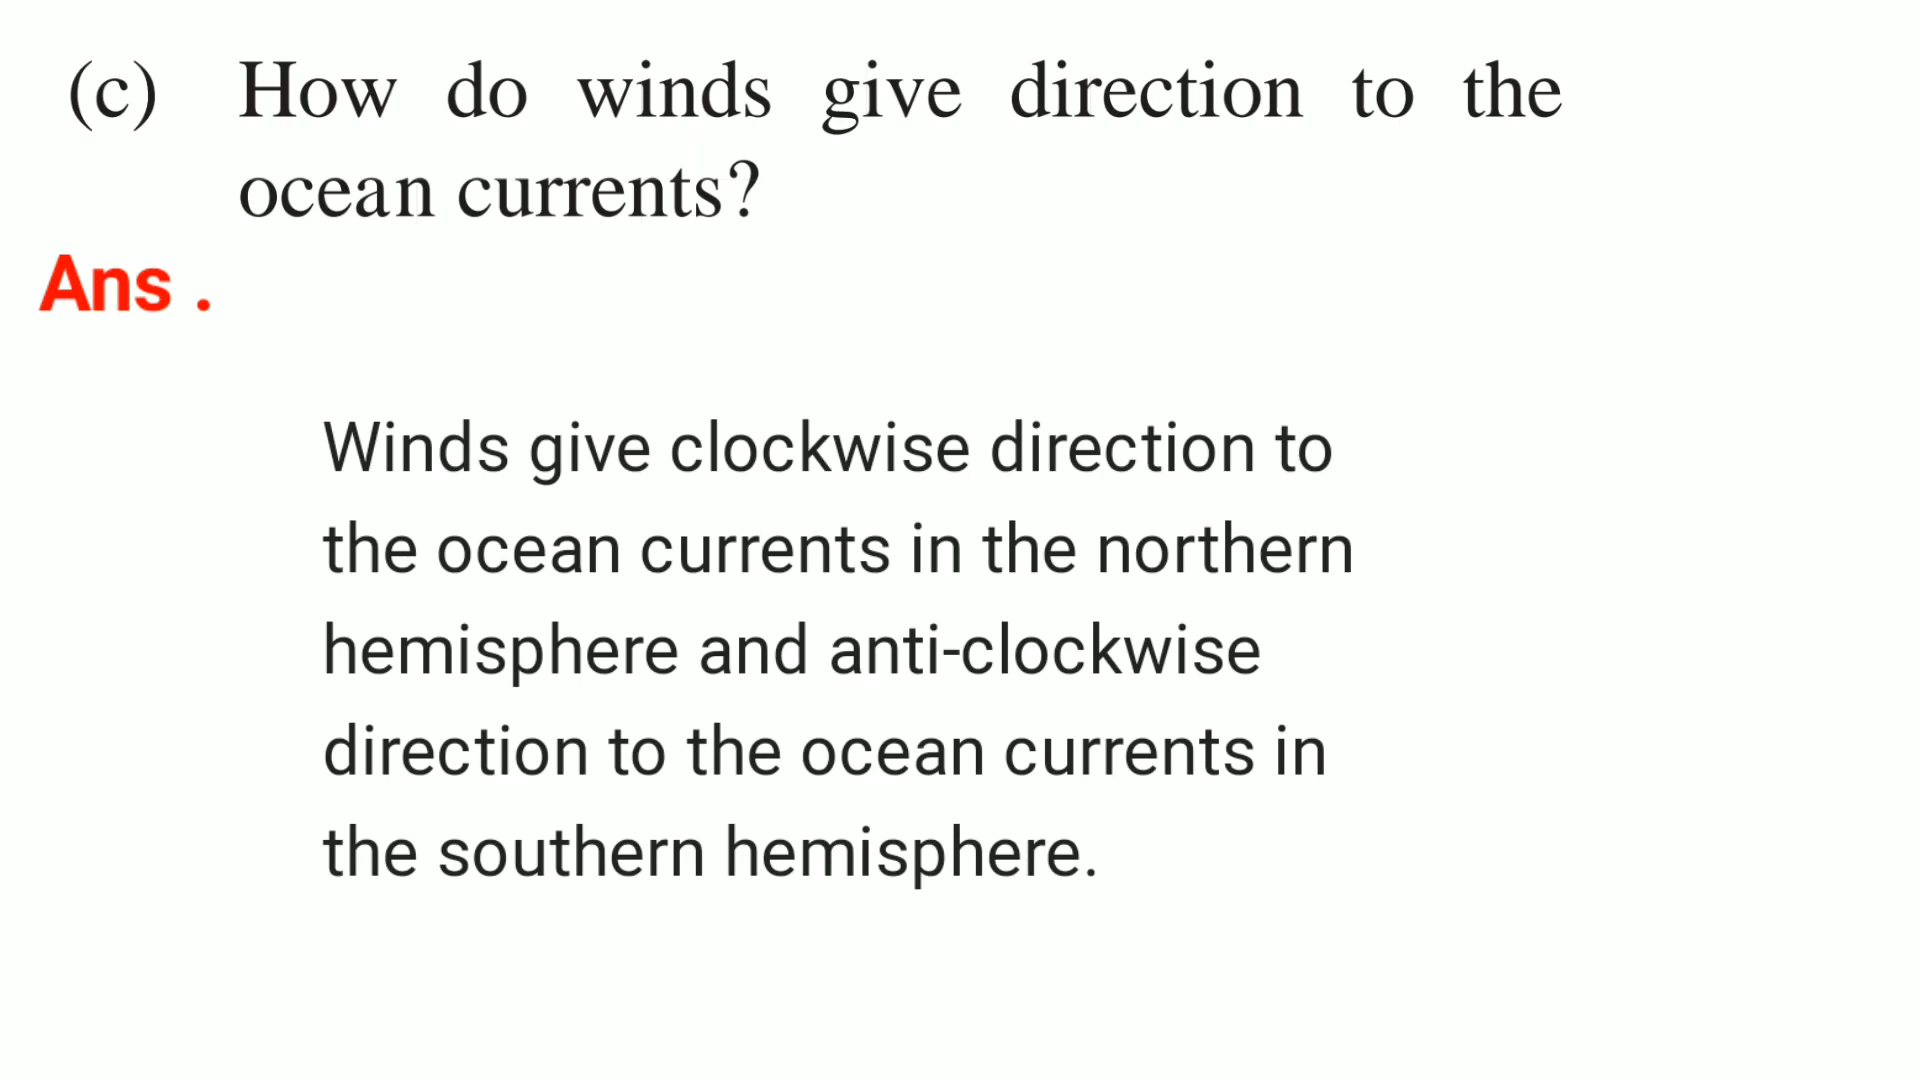 (c) How do winds give direction to the
ocean currents?
Ans .
Winds give clockwise direction to
the ocean currents in the northern
hemisphere and anti-clockwise
direction to the ocean currents in
the southern hemisphere.